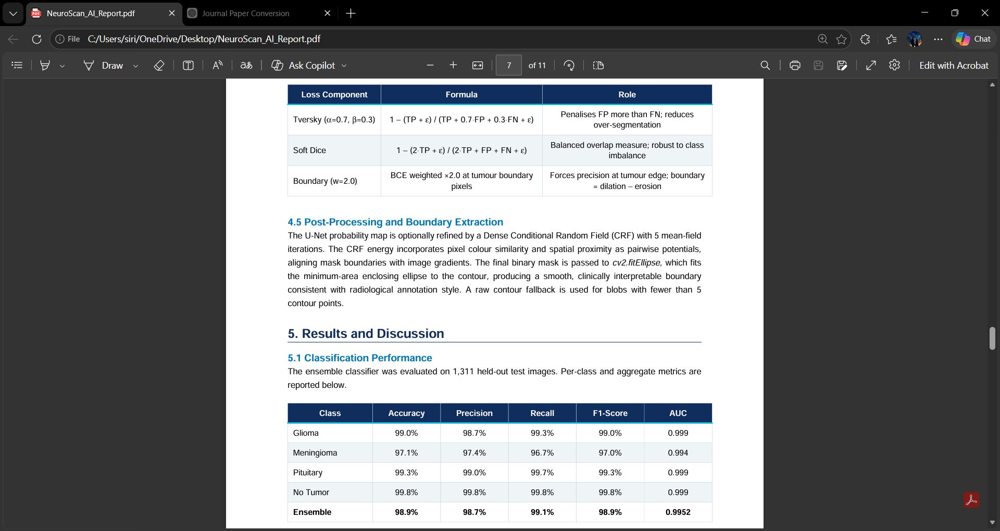 NeuroScan_AI_Report.pdf
Journal Paper Conversion
File C:/Users/siri/OneDrive/Desktop/NeuroScan_AI_Report.pdf
Chat
Draw
aあ
Ask Copilot
7 of 11
Edit with Acrobat
Loss Component Formula Role
Tversky (α=0.7, β=0.3) 1 – (TP + ε) / (TP + 0.7·FP + 0.3·FN + ε) Penalises FP more than FN; reduces
over-segmentation
Soft Dice 1 – (2·TP + ε) / (2·TP + FP + FN + ε) Balanced overlap measure; robust to class
imbalance
Boundary (w=2.0) BCE weighted ×2.0 at tumour boundary
pixels
Forces precision at tumour edge; boundary
= dilation – erosion
4.5 Post-Processing and Boundary Extraction
The U-Net probability map is optionally refined by a Dense Conditional Random Field (CRF) with 5 mean-field
iterations. The CRF energy incorporates pixel colour similarity and spatial proximity as pairwise potentials,
aligning mask boundaries with image gradients. The final binary mask is passed to cv2.fitEllipse, which fits
the minimum-area enclosing ellipse to the contour, producing a smooth, clinically interpretable boundary
consistent with radiological annotation style. A raw contour fallback is used for blobs with fewer than 5
contour points.
5. Results and Discussion
5.1 Classification Performance
The ensemble classifier was evaluated on 1,311 held-out test images. Per-class and aggregate metrics are
reported below.
Class Accuracy Precision Recall F1-Score AUC
Glioma 99.0% 98.7% 99.3% 99.0% 0.999
Meningioma 97.1% 97.4% 96.7% 97.0% 0.994
Pituitary 99.3% 99.0% 99.7% 99.3% 0.999
No Tumor 99.8% 99.8% 99.8% 99.8% 0.999
Ensemble 98.9% 98.7% 99.1% 98.9% 0.9952